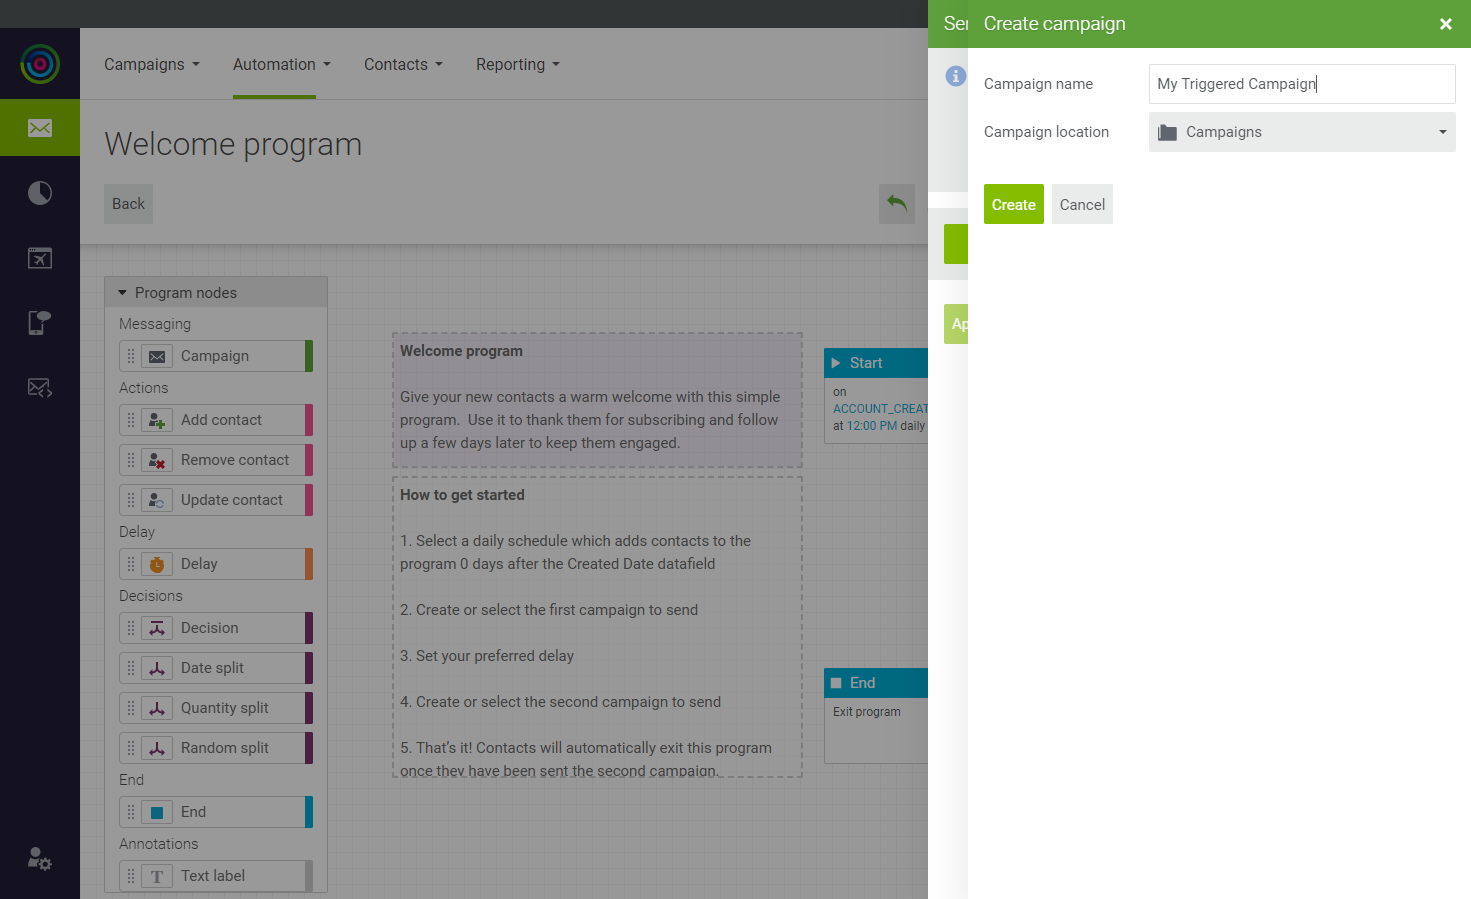 Campaigns
Automation
Contacts
Reporting
Welcome program
Back
Program nodes
Messaging
Campaign
Actions
Add contact
Remove contact
Update contact
Delay
Delay
Decisions
Decision
Date split
Quantity split
Random split
End
End
Annotations
T Text label
Welcome program
Give your new contacts a warm welcome with this simple
program. Use it to thank them for subscribing and follow
up a few days later to keep them engaged.
How to get started
1. Select a daily schedule which adds contacts to the
program 0 days after the Created Date datafield
2. Create or select the first campaign to send
3. Set your preferred delay
4. Create or select the second campaign to send
5. That’s it! Contacts will automatically exit this program
once they have been sent the second campaign.
Start
on
ACCOUNT_CREAT
at 12:00 PM daily
End
Exit program
Ser
Ap
Create campaign
Campaign name
My Triggered Campaign
Campaign location
Campaigns
Create
Cancel